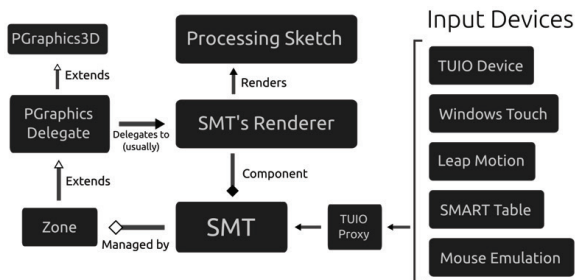 Input Devices
PGraphics3D
Processing Sketch
TUIO Device
Extends
Renders
PGraphics
Delegate
Delegates to
(usually)
SMT's Renderer
Windows Touch
Leap Motion
Extends
Component
SMART Table
Zone
Managed by
SMT
TUIO
Proxy
Mouse Emulation